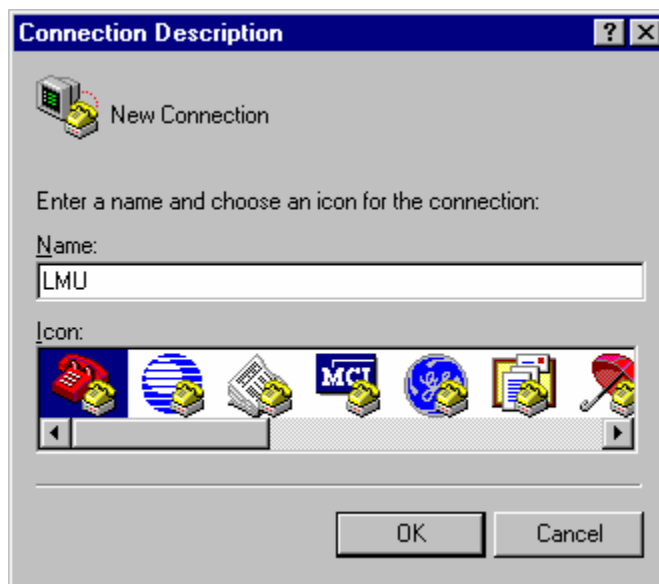 Connection Description
New Connection
Enter a name and choose an icon for the connection:
Name:
LMU
Icon:
MCI
OK Cancel